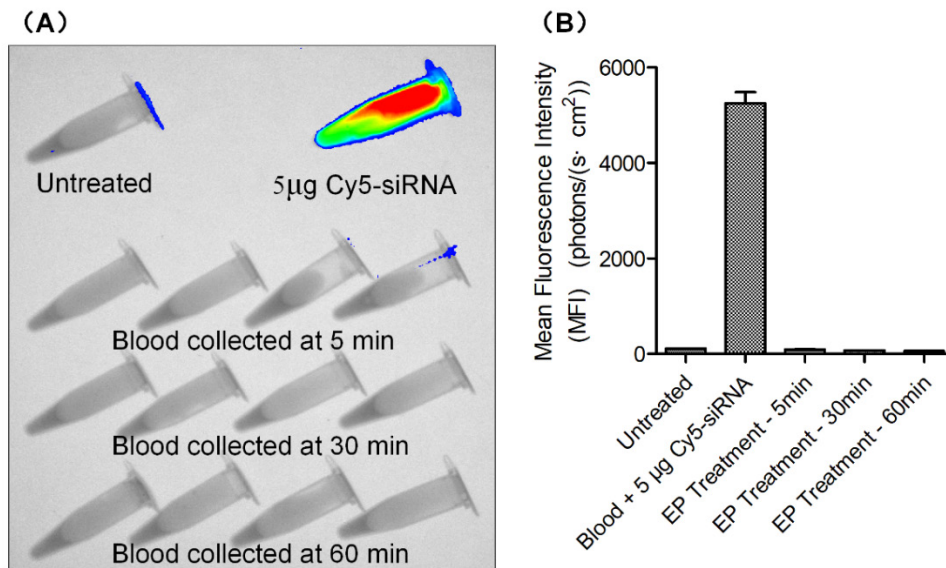 (A)
Untreated
5µg Cy5-siRNA
Blood collected at 5 min
Blood collected at 30 min
Blood collected at 60 min
(B)
Mean Fluorescence Intensity
(MFI) (photons/(s· cm²))
6000
4000
2000
0
Untreated
Blood + 5 µg Cy5-siRNA
EP Treatment - 5min
EP Treatment - 30min
EP Treatment - 60min